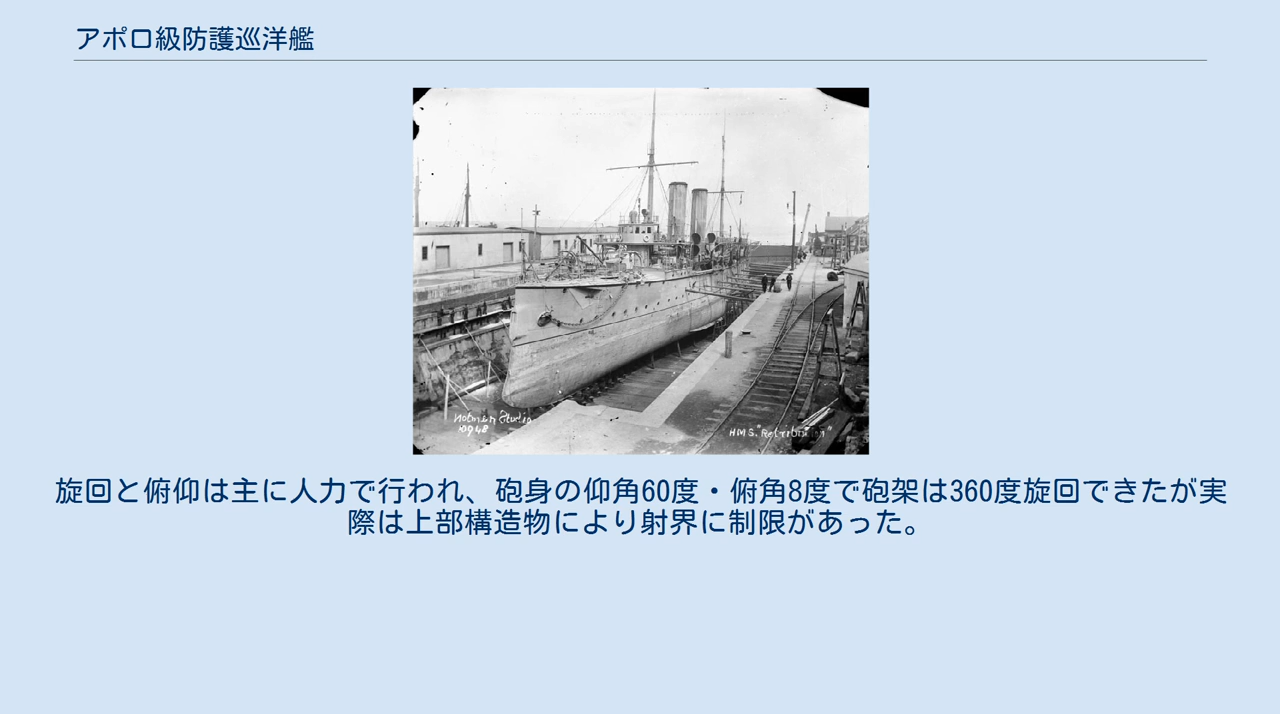 アポロ級防護巡洋艦
Notman Studio
H.M.S. "Retribution"
旋回と俯仰は主に人力で行われ、砲身の仰角60度・俯角8度で砲架は360度旋回できたが実
際は上部構造物により射界に制限があった。